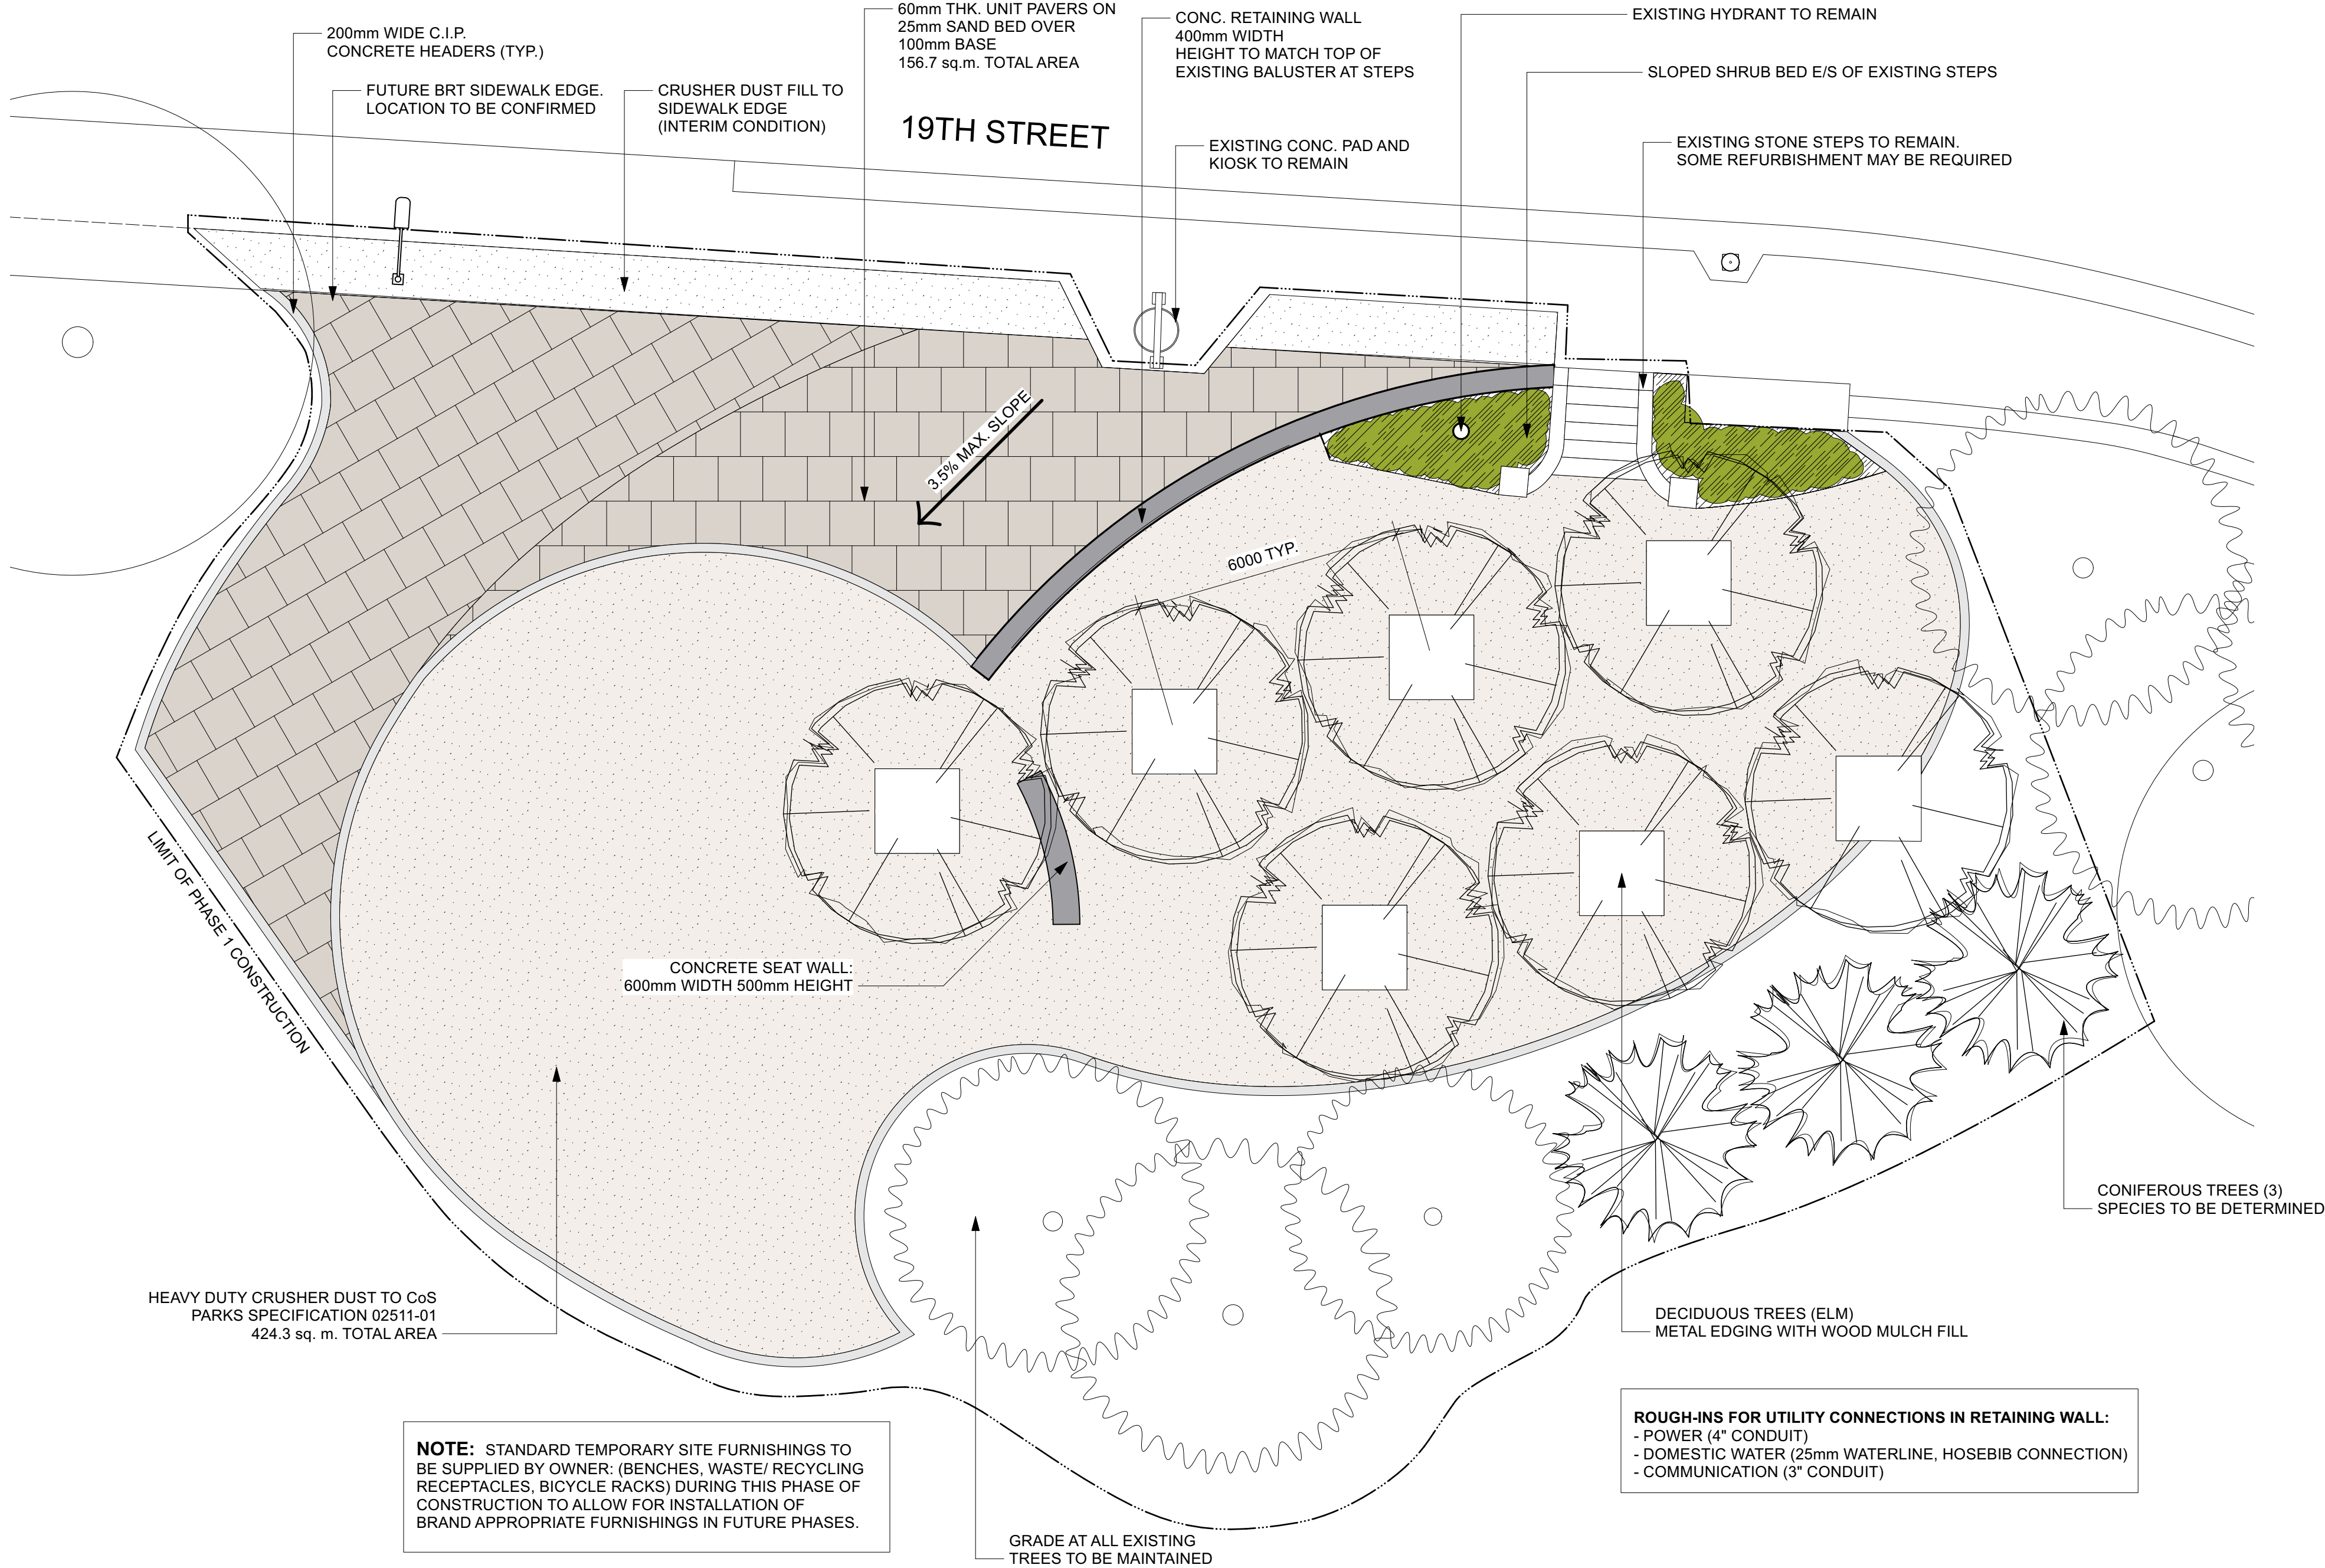 200mm WIDE C.I.P.
CONCRETE HEADERS (TYP.)
FUTURE BRT SIDEWALK EDGE.
LOCATION TO BE CONFIRMED
CRUSHER DUST FILL TO
SIDEWALK EDGE
(INTERIM CONDITION)
60mm THK. UNIT PAVERS ON
25mm SAND BED OVER
100mm BASE
156.7 sq.m. TOTAL AREA
19TH STREET
CONC. RETAINING WALL
400mm WIDTH
HEIGHT TO MATCH TOP OF
EXISTING BALUSTER AT STEPS
EXISTING CONC. PAD AND
KIOSK TO REMAIN
EXISTING HYDRANT TO REMAIN
SLOPED SHRUB BED E/S OF EXISTING STEPS
EXISTING STONE STEPS TO REMAIN.
SOME REFURBISHMENT MAY BE REQUIRED
3.5% MAX. SLOPE
6000 TYP.
LIMIT OF PHASE 1 CONSTRUCTION
CONCRETE SEAT WALL:
600mm WIDTH 500mm HEIGHT
CONIFEROUS TREES (3)
SPECIES TO BE DETERMINED
HEAVY DUTY CRUSHER DUST TO CoS
PARKS SPECIFICATION 02511-01
424.3 sq. m. TOTAL AREA
DECIDUOUS TREES (ELM)
METAL EDGING WITH WOOD MULCH FILL
NOTE: STANDARD TEMPORARY SITE FURNISHINGS TO
BE SUPPLIED BY OWNER: (BENCHES, WASTE/ RECYCLING
RECEPTACLES, BICYCLE RACKS) DURING THIS PHASE OF
CONSTRUCTION TO ALLOW FOR INSTALLATION OF
BRAND APPROPRIATE FURNISHINGS IN FUTURE PHASES.
ROUGH-INS FOR UTILITY CONNECTIONS IN RETAINING WALL:
- POWER (4" CONDUIT)
- DOMESTIC WATER (25mm WATERLINE, HOSEBIB CONNECTION)
- COMMUNICATION (3" CONDUIT)
GRADE AT ALL EXISTING
TREES TO BE MAINTAINED